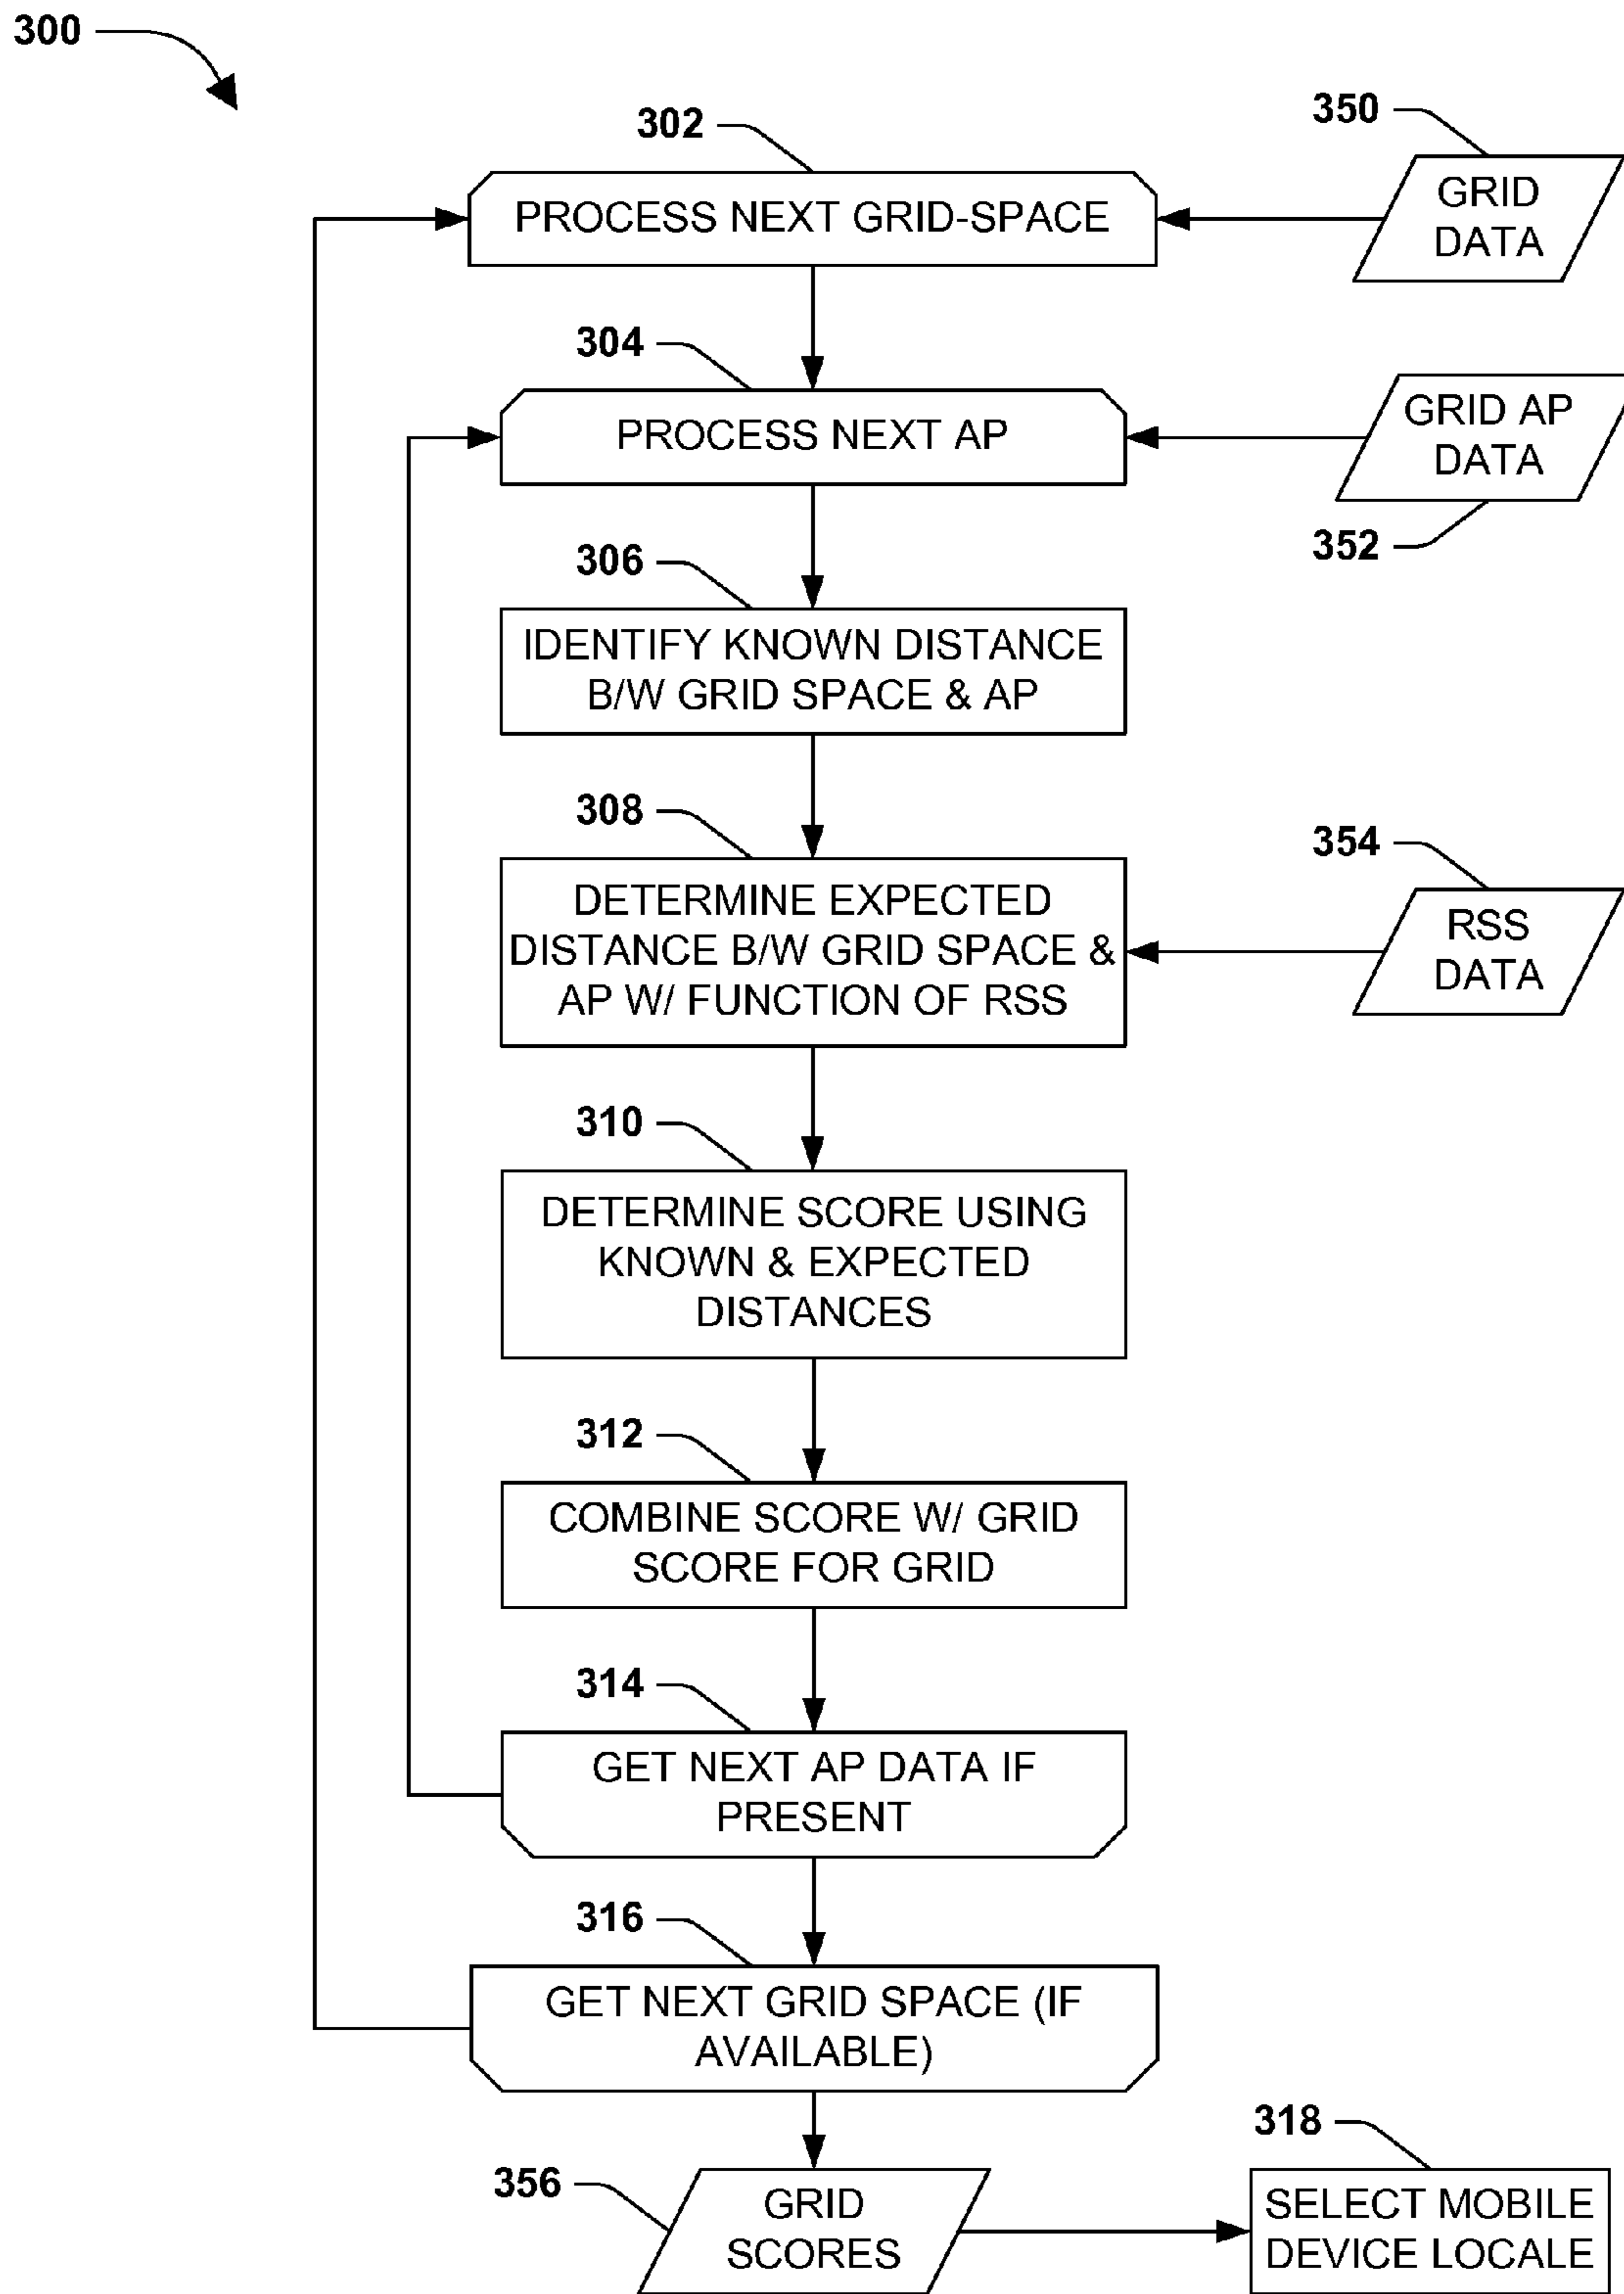 300
302
350
PROCESS NEXT GRID-SPACE
GRID
DATA
304
PROCESS NEXT AP
GRID AP
DATA
352
306
IDENTIFY KNOWN DISTANCE
B/W GRID SPACE & AP
308
354
DETERMINE EXPECTED
DISTANCE B/W GRID SPACE &
AP W/ FUNCTION OF RSS
RSS
DATA
310
DETERMINE SCORE USING
KNOWN & EXPECTED
DISTANCES
312
COMBINE SCORE W/ GRID
SCORE FOR GRID
314
GET NEXT AP DATA IF
PRESENT
316
GET NEXT GRID SPACE (IF
AVAILABLE)
356
GRID
SCORES
318
SELECT MOBILE
DEVICE LOCALE